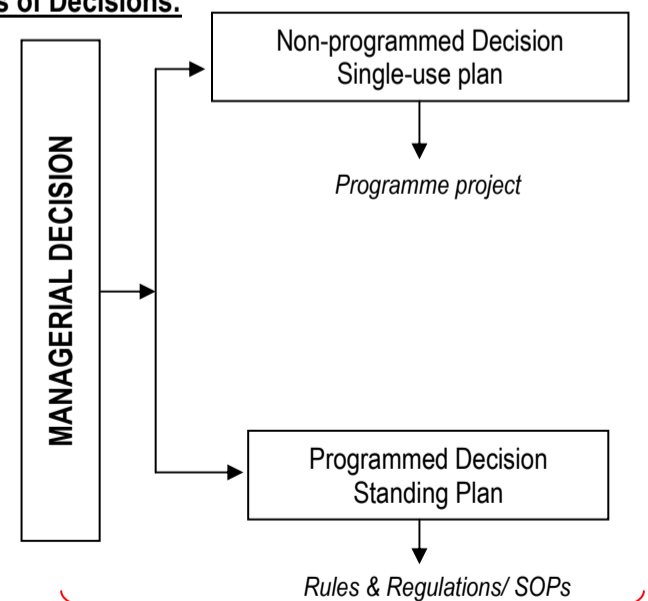 s of Decisions:
Non-programmed Decision
Single-use plan
Programme project
MANAGERIAL DECISION
Programmed Decision
Standing Plan
Rules & Regulations/ SOPs